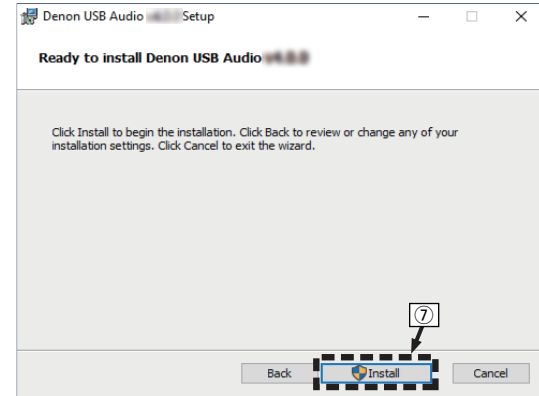 Denon USB Audio Setup
Ready to install Denon USB Audio
Click Install to begin the installation. Click Back to review or change any of your
installation settings. Click Cancel to exit the wizard.
⑦
Back Install Cancel